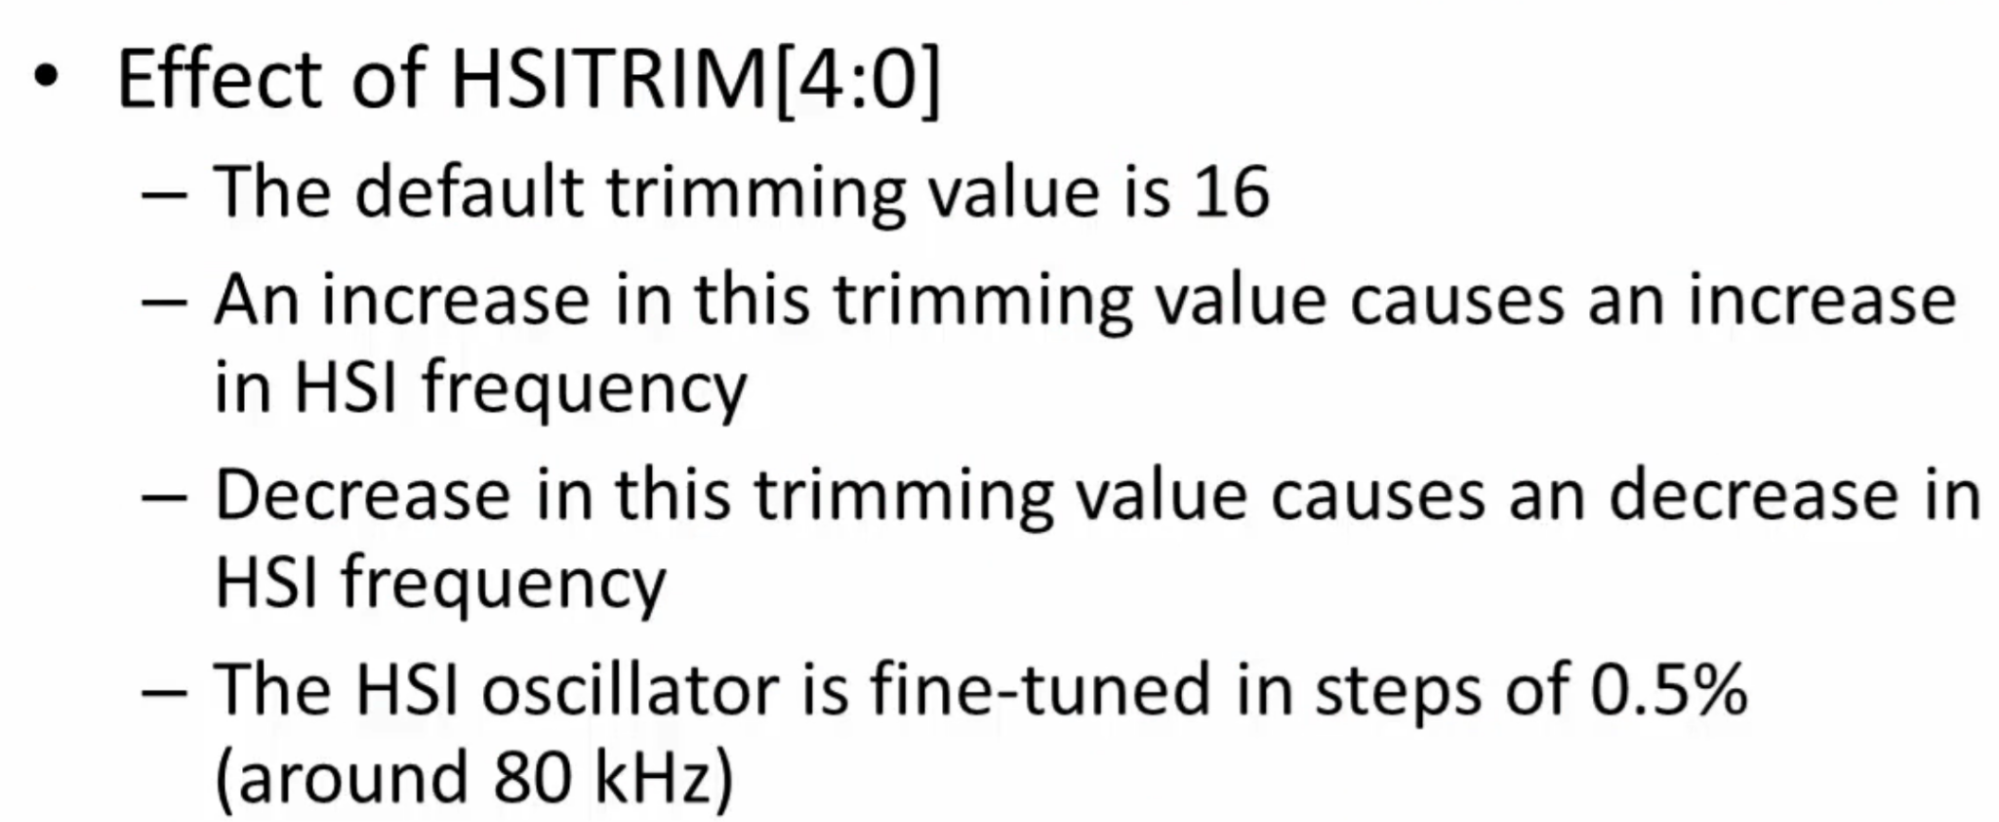 • Effect of HSITRIM[4:0]
– The default trimming value is 16
– An increase in this trimming value causes an increase
in HSI frequency
– Decrease in this trimming value causes an decrease in
HSI frequency
– The HSI oscillator is fine-tuned in steps of 0.5%
(around 80 kHz)